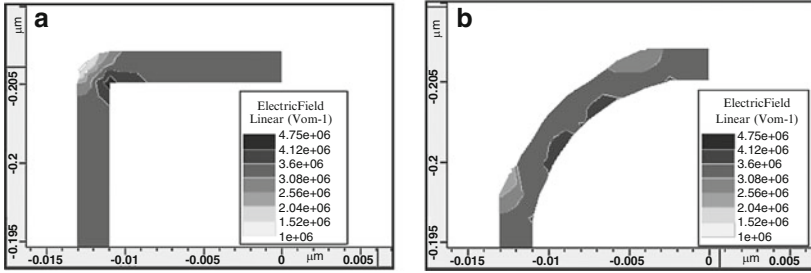 a
μm
-0.205
-0.2
-0.195
ElectricField
Linear (Vom-1)
4.75e+06
4.12e+06
3.6e+06
3.08e+06
2.56e+06
2.04e+06
1.52e+06
1e+06
-0.015
-0.01
-0.005
0
μm
0.005
b
μm
-0.205
-0.2
-0.195
ElectricField
Linear (Vom-1)
4.75e+06
4.12e+06
3.6e+06
3.08e+06
2.56e+06
2.04e+06
1.52e+06
1e+06
-0.015
-0.01
-0.005
0
μm
0.005